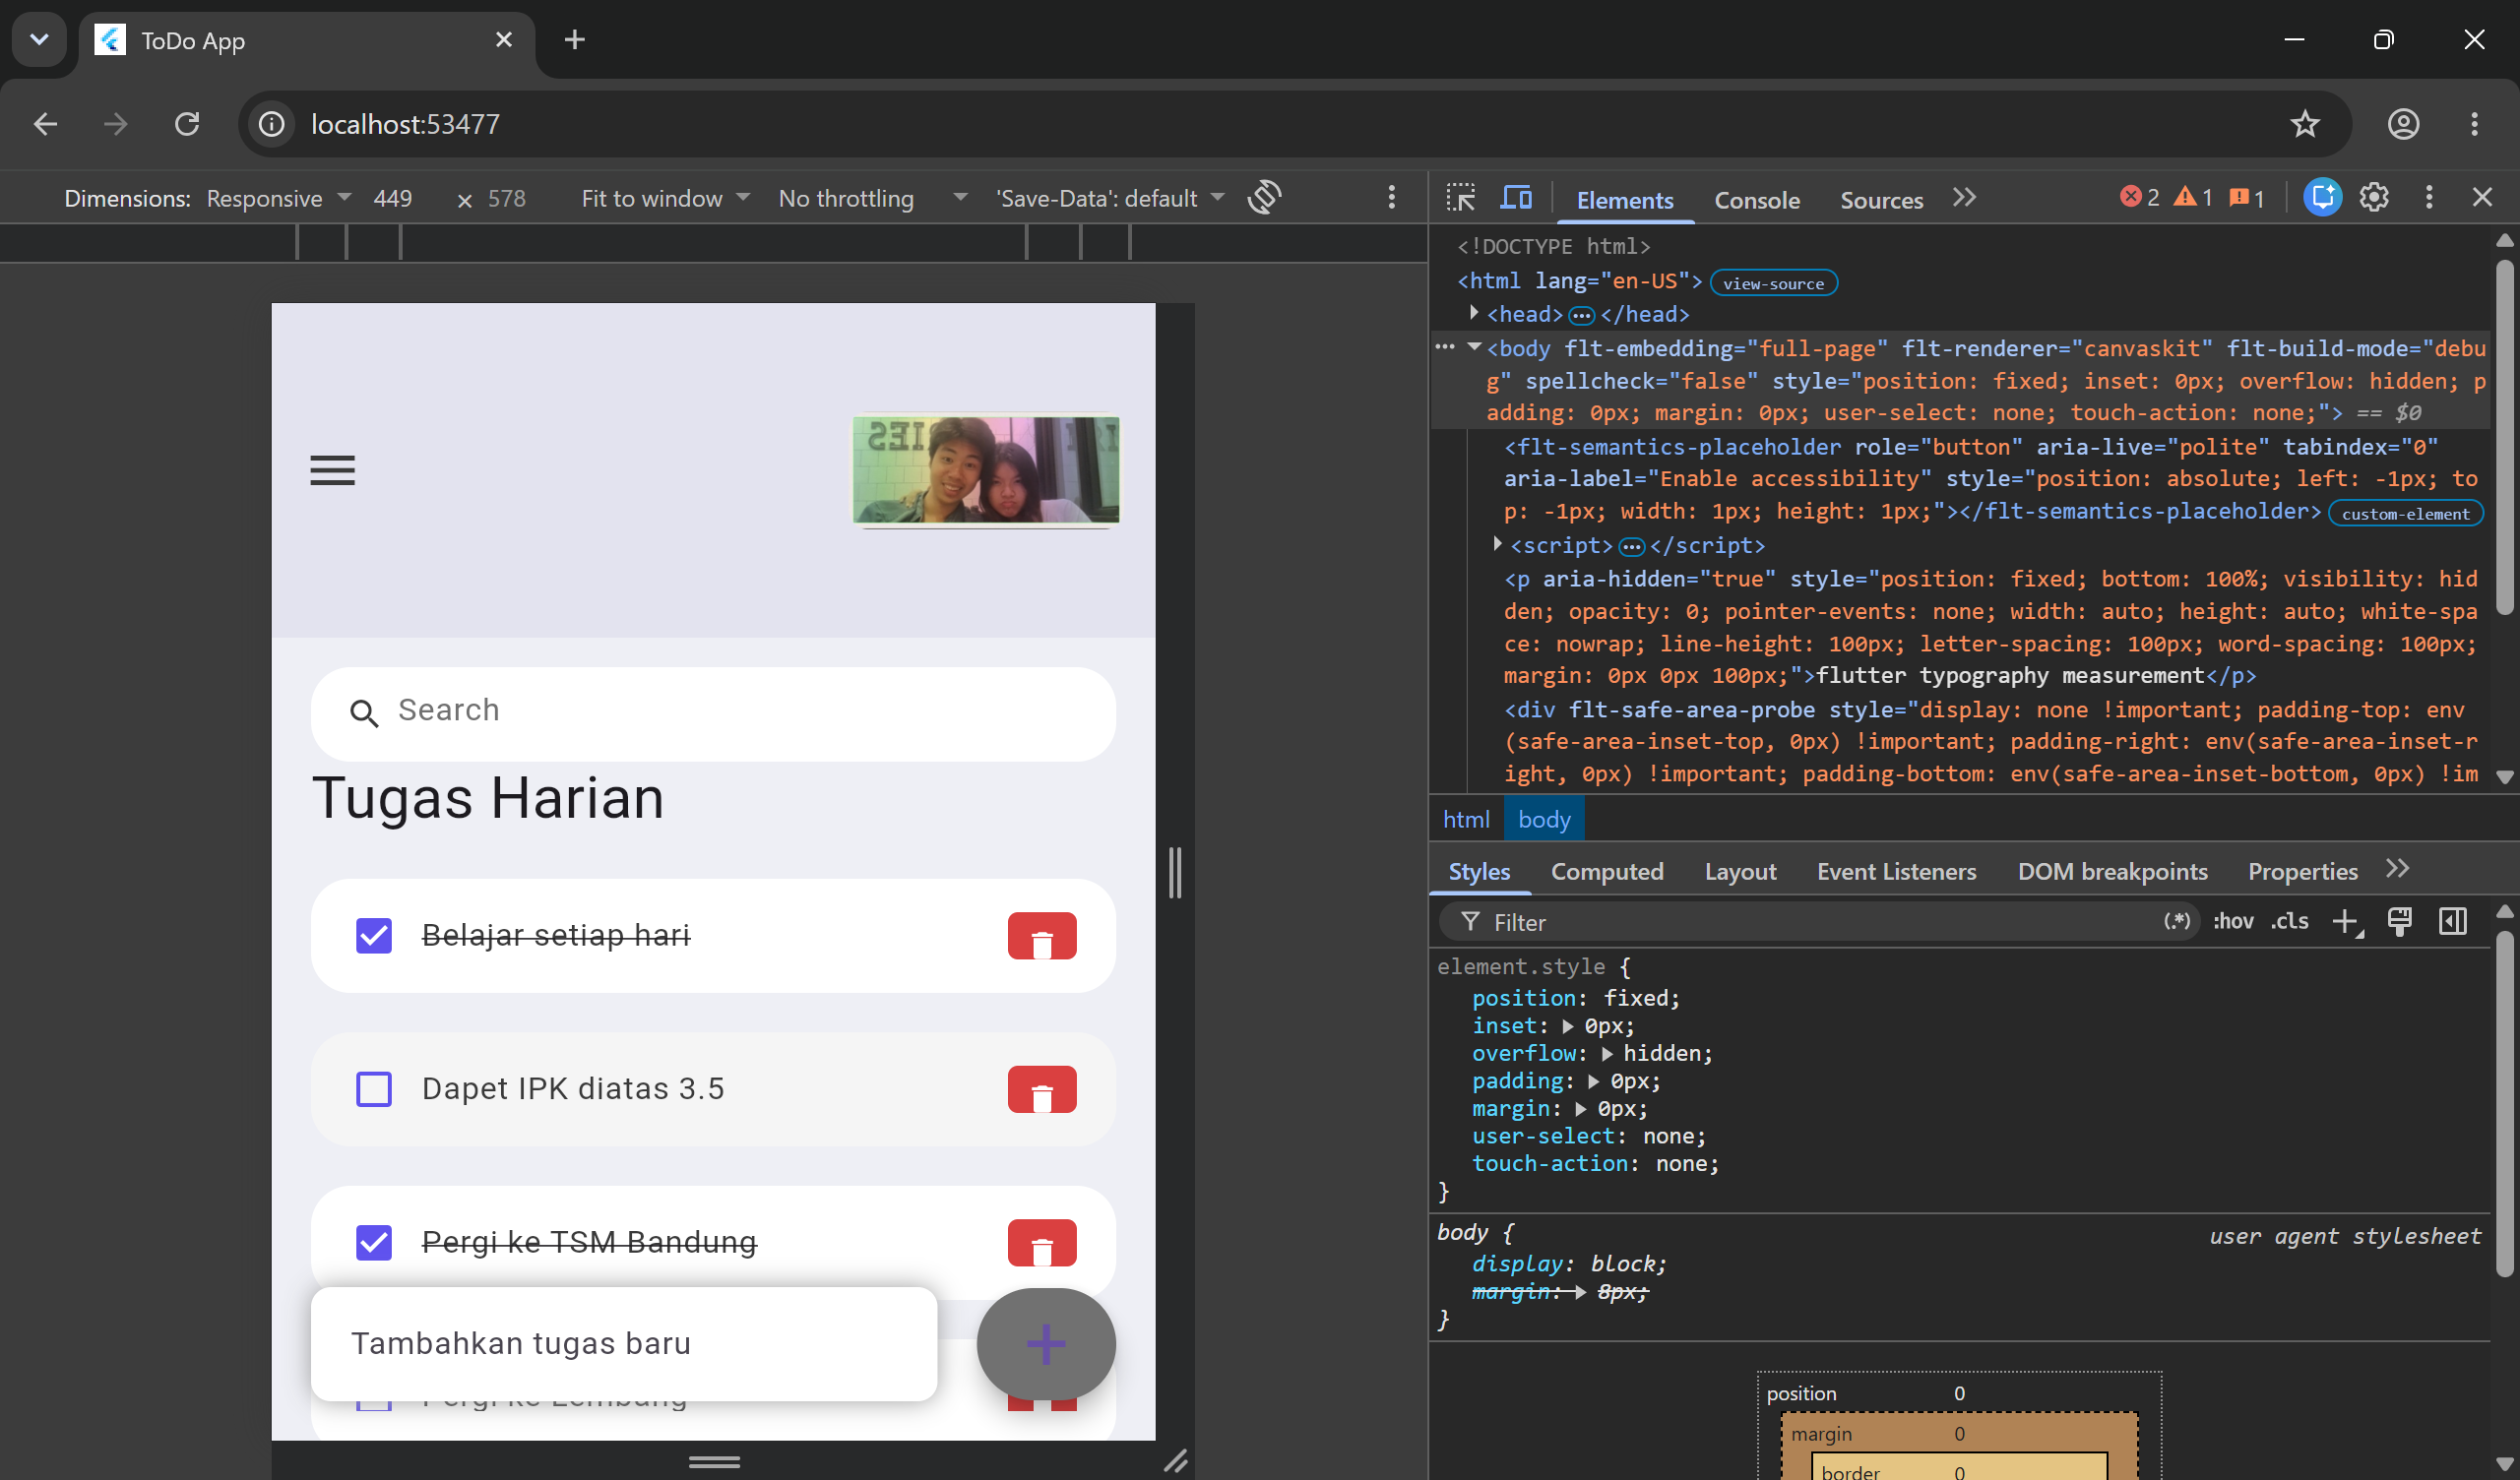 ToDo App
localhost:53477
Dimensions: Responsive 449 × 578 Fit to window No throttling 'Save-Data': default
Elements Console Sources 2 1 1
Search
Tugas Harian
Belajar setiap hari
Dapet IPK diatas 3.5
Pergi ke TSM Bandung
Tambahkan tugas baru
Pergi ke Lembang
<!DOCTYPE html>
<html lang="en-US"> view-source
<head> ••• </head>
••• <body flt-embedding="full-page" flt-renderer="canvaskit" flt-build-mode="debu
g" spellcheck="false" style="position: fixed; inset: 0px; overflow: hidden; p
adding: 0px; margin: 0px; user-select: none; touch-action: none;"> == $0
<flt-semantics-placeholder role="button" aria-live="polite" tabindex="0"
aria-label="Enable accessibility" style="position: absolute; left: -1px; to
p: -1px; width: 1px; height: 1px;"></flt-semantics-placeholder> custom-element
<script> ••• </script>
<p aria-hidden="true" style="position: fixed; bottom: 100%; visibility: hid
den; opacity: 0; pointer-events: none; width: auto; height: auto; white-spa
ce: nowrap; line-height: 100px; letter-spacing: 100px; word-spacing: 100px;
margin: 0px 0px 100px;">flutter typography measurement</p>
<div flt-safe-area-probe style="display: none !important; padding-top: env
(safe-area-inset-top, 0px) !important; padding-right: env(safe-area-inset-r
ight, 0px) !important; padding-bottom: env(safe-area-inset-bottom, 0px) !im
html body
Styles Computed Layout Event Listeners DOM breakpoints Properties
Filter (.*) :hov .cls
element.style {
position: fixed;
inset: 0px;
overflow: hidden;
padding: 0px;
margin: 0px;
user-select: none;
touch-action: none;
}
body { user agent stylesheet
display: block;
margin: 8px;
}
position 0
margin 0
border 0